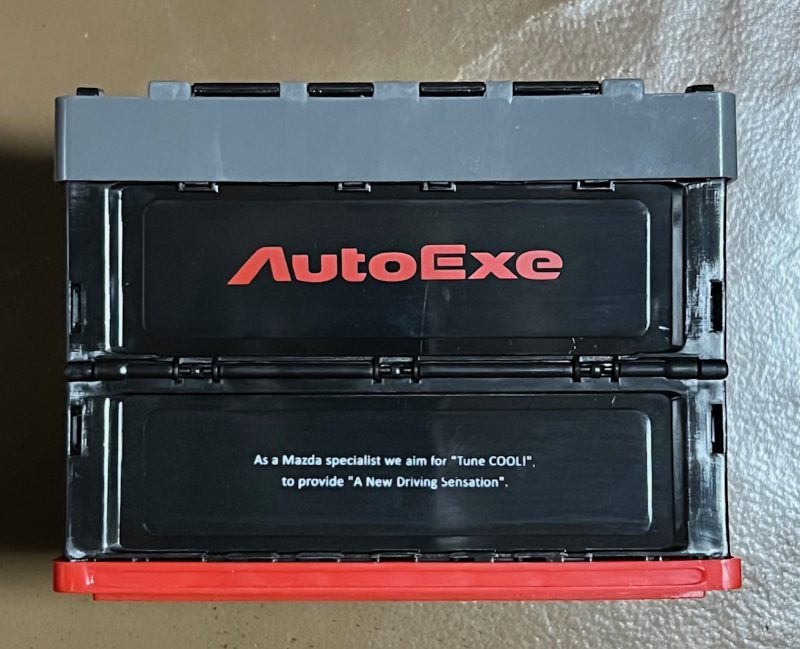 AutoExe
As a Mazda specialist we aim for "Tune COOL!",
to provide "A New Driving Sensation".